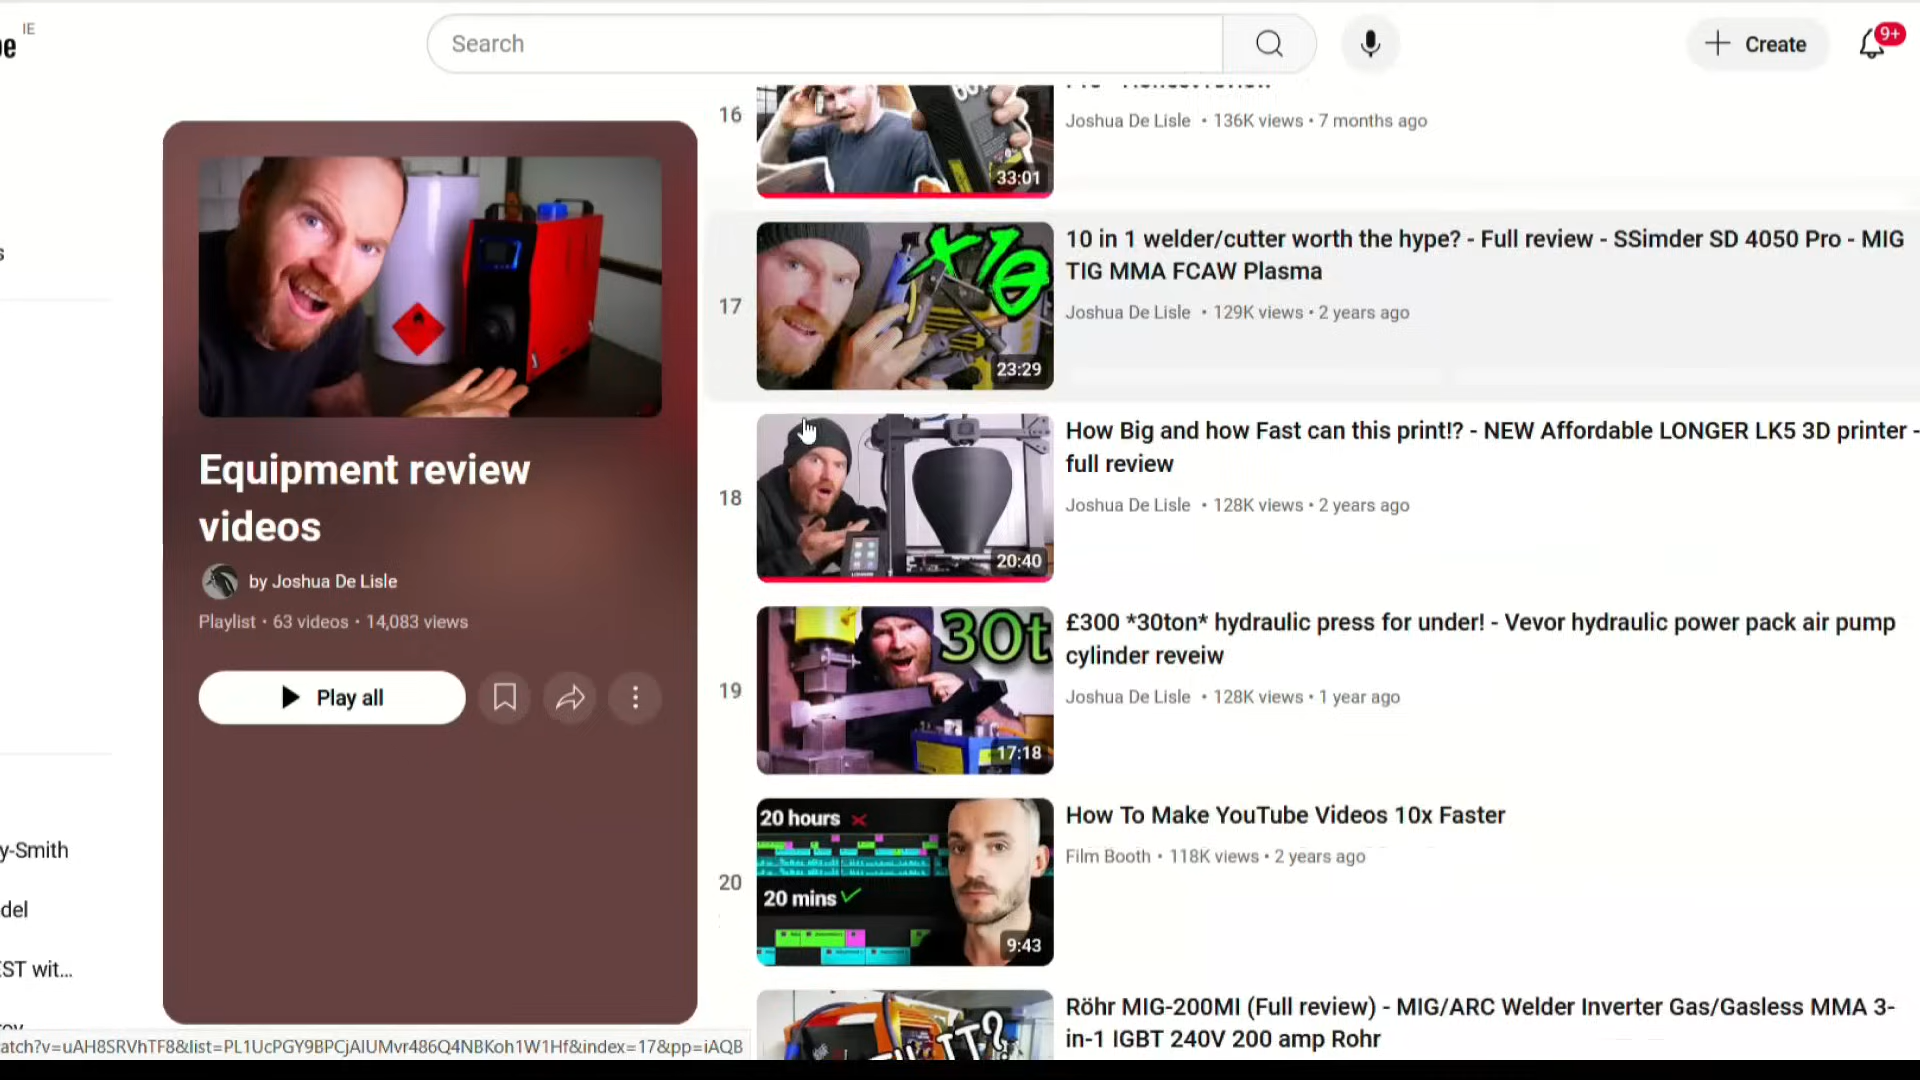 IE
be
Search
Create
9+
16
33:01
Joshua De Lisle • 136K views • 7 months ago
17
X10
23:29
10 in 1 welder/cutter worth the hype? - Full review - SSimder SD 4050 Pro - MIG
TIG MMA FCAW Plasma
Joshua De Lisle • 129K views • 2 years ago
Equipment review
videos
by Joshua De Lisle
Playlist • 63 videos • 14,083 views
Play all
18
20:40
How Big and how Fast can this print!? - NEW Affordable LONGER LK5 3D printer -
full review
Joshua De Lisle • 128K views • 2 years ago
19
30t
17:18
£300 *30ton* hydraulic press for under! - Vevor hydraulic power pack air pump
cylinder reveiw
Joshua De Lisle • 128K views • 1 year ago
20
20 hours
20 mins
9:43
How To Make YouTube Videos 10x Faster
Film Booth • 118K views • 2 years ago
Röhr MIG-200MI (Full review) - MIG/ARC Welder Inverter Gas/Gasless MMA 3-
in-1 IGBT 240V 200 amp Rohr
IT?
s
y-Smith
del
EST wit...
atch?v=uAH8SRVhTF8&list=PL1UcPGY9BPCjAIUMvr486Q4NBKoh1W1Hf&index=17&pp=iAQB